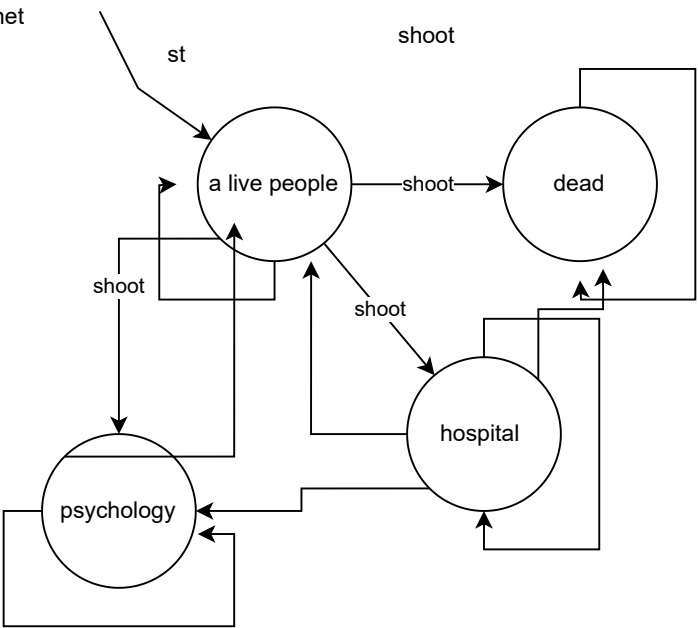 net
st
shoot
a live people
shoot
dead
shoot
shoot
hospital
psychology